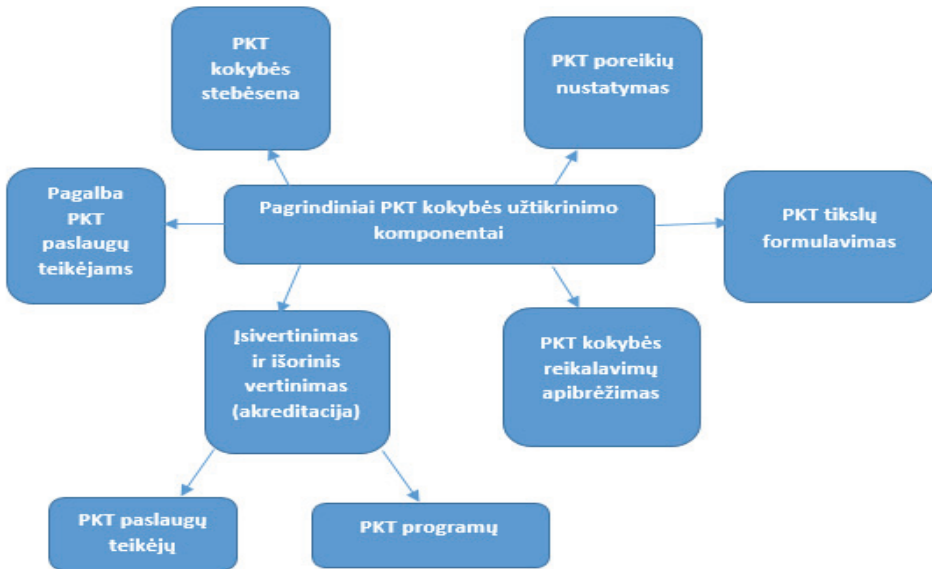 PKT
kokybės
stebėsena
PKT poreikių
nustatymas
Pagalba
PKT
paslaugų
teikėjams
Pagrindiniai PKT kokybės užtikrinimo
komponentai
PKT tikslų
formulavimas
Įsivertinimas
ir išorinis
vertinimas
(akreditacija)
PKT kokybės
reikalavimų
apibrėžimas
PKT paslaugų
teikėjų
PKT programų